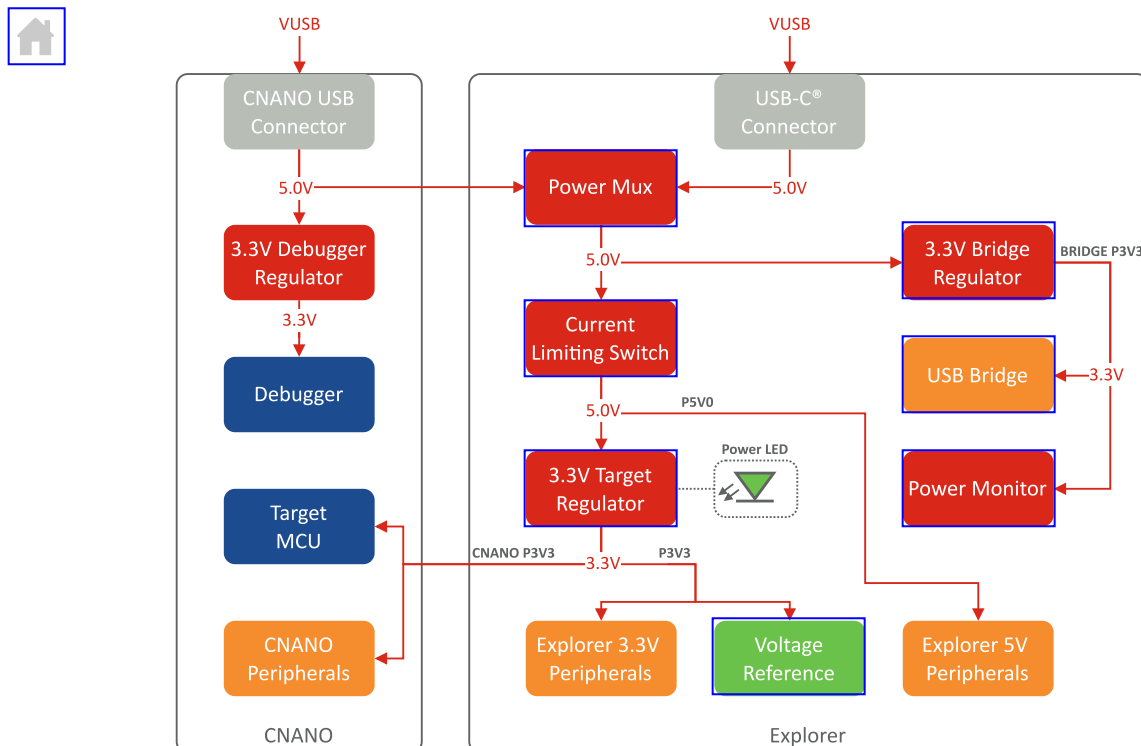 VUSB
VUSB
CNANO USB
Connector
USB-C®
Connector
5.0V
Power Mux
5.0V
3.3V Debugger
Regulator
5.0V
3.3V Bridge
Regulator
BRIDGE P3V3
3.3V
Current
Limiting Switch
Debugger
USB Bridge
3.3V
5.0V
P5V0
3.3V Target
Regulator
Power LED
Power Monitor
Target
MCU
CNANO P3V3
3.3V
P3V3
CNANO
Peripherals
Explorer 3.3V
Peripherals
Voltage
Reference
Explorer 5V
Peripherals
CNANO
Explorer